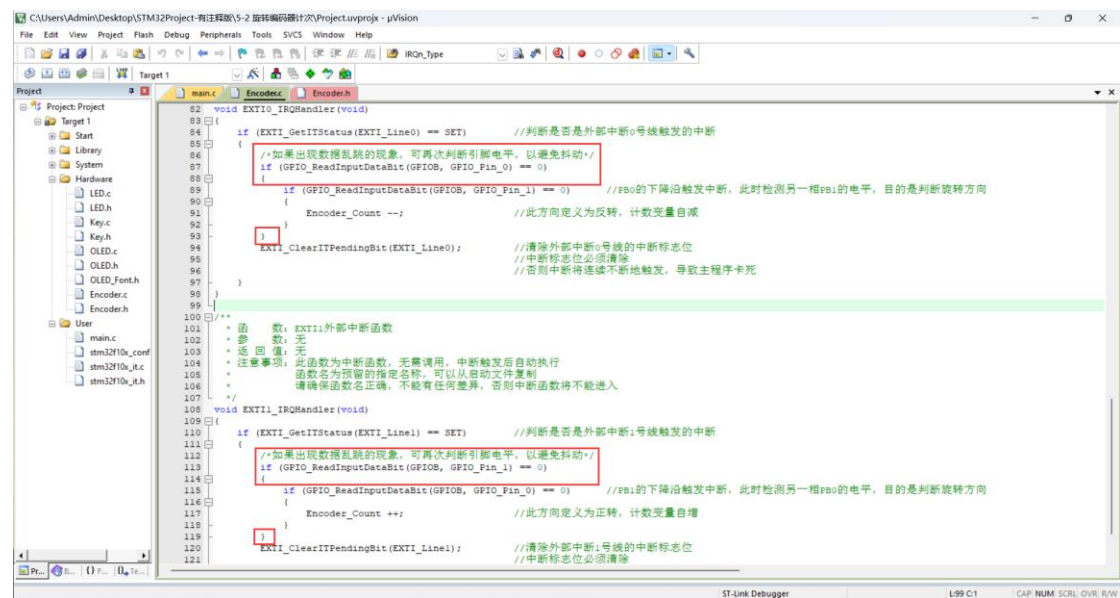 C:\Users\Admin\Desktop\STM32Project-有注释版\5-2 旋转编码器计次\Project.uvprojx - µVision
File Edit View Project Flash Debug Peripherals Tools SVCS Window Help
IRQn_Type
Target 1
Project
main.c Encoder.c Encoder.h
Project: Project
Target 1
Start
Library
System
Hardware
LED.c
LED.h
Key.c
Key.h
OLED.c
OLED.h
OLED_Font.h
Encoder.c
Encoder.h
User
main.c
stm32f10x_conf
stm32f10x_it.c
stm32f10x_it.h
82 void EXTI0_IRQHandler(void)
83 {
84 if (EXTI_GetITStatus(EXTI_Line0) == SET) //判断是否是外部中断0号线触发的中断
85 {
86 /*如果出现数据乱跳的现象，可再次判断引脚电平，以避免抖动*/
87 if (GPIO_ReadInputDataBit(GPIOB, GPIO_Pin_0) == 0)
88 {
89 if (GPIO_ReadInputDataBit(GPIOB, GPIO_Pin_1) == 0) //PB0的下降沿触发中断，此时检测另一相PB1的电平，目的是判断旋转方向
90 {
91 Encoder_Count --; //此方向定义为反转，计数变量自减
92 }
93 }
94 EXTI_ClearITPendingBit(EXTI_Line0); //清除外部中断0号线的中断标志位
95 //中断标志位必须清除
96 //否则中断将连续不断地触发，导致主程序卡死
97 }
98 }
99
100 /**
101 * 函 数：EXTI1外部中断函数
102 * 参 数：无
103 * 返 回 值：无
104 * 注意事项：此函数为中断函数，无需调用，中断触发后自动执行
105 * 函数名为预留的指定名称，可以从启动文件复制
106 * 请确保函数名正确，不能有任何差异，否则中断函数将不能进入
107 */
108 void EXTI1_IRQHandler(void)
109 {
110 if (EXTI_GetITStatus(EXTI_Line1) == SET) //判断是否是外部中断1号线触发的中断
111 {
112 /*如果出现数据乱跳的现象，可再次判断引脚电平，以避免抖动*/
113 if (GPIO_ReadInputDataBit(GPIOB, GPIO_Pin_1) == 0)
114 {
115 if (GPIO_ReadInputDataBit(GPIOB, GPIO_Pin_0) == 0) //PB1的下降沿触发中断，此时检测另一相PB0的电平，目的是判断旋转方向
116 {
117 Encoder_Count ++; //此方向定义为正转，计数变量自增
118 }
119 }
120 EXTI_ClearITPendingBit(EXTI_Line1); //清除外部中断1号线的中断标志位
121 //中断标志位必须清除
Pr... B... {} F... 0 Te...
ST-Link Debugger L:99 C:1 CAP NUM SCRL OVR R/W